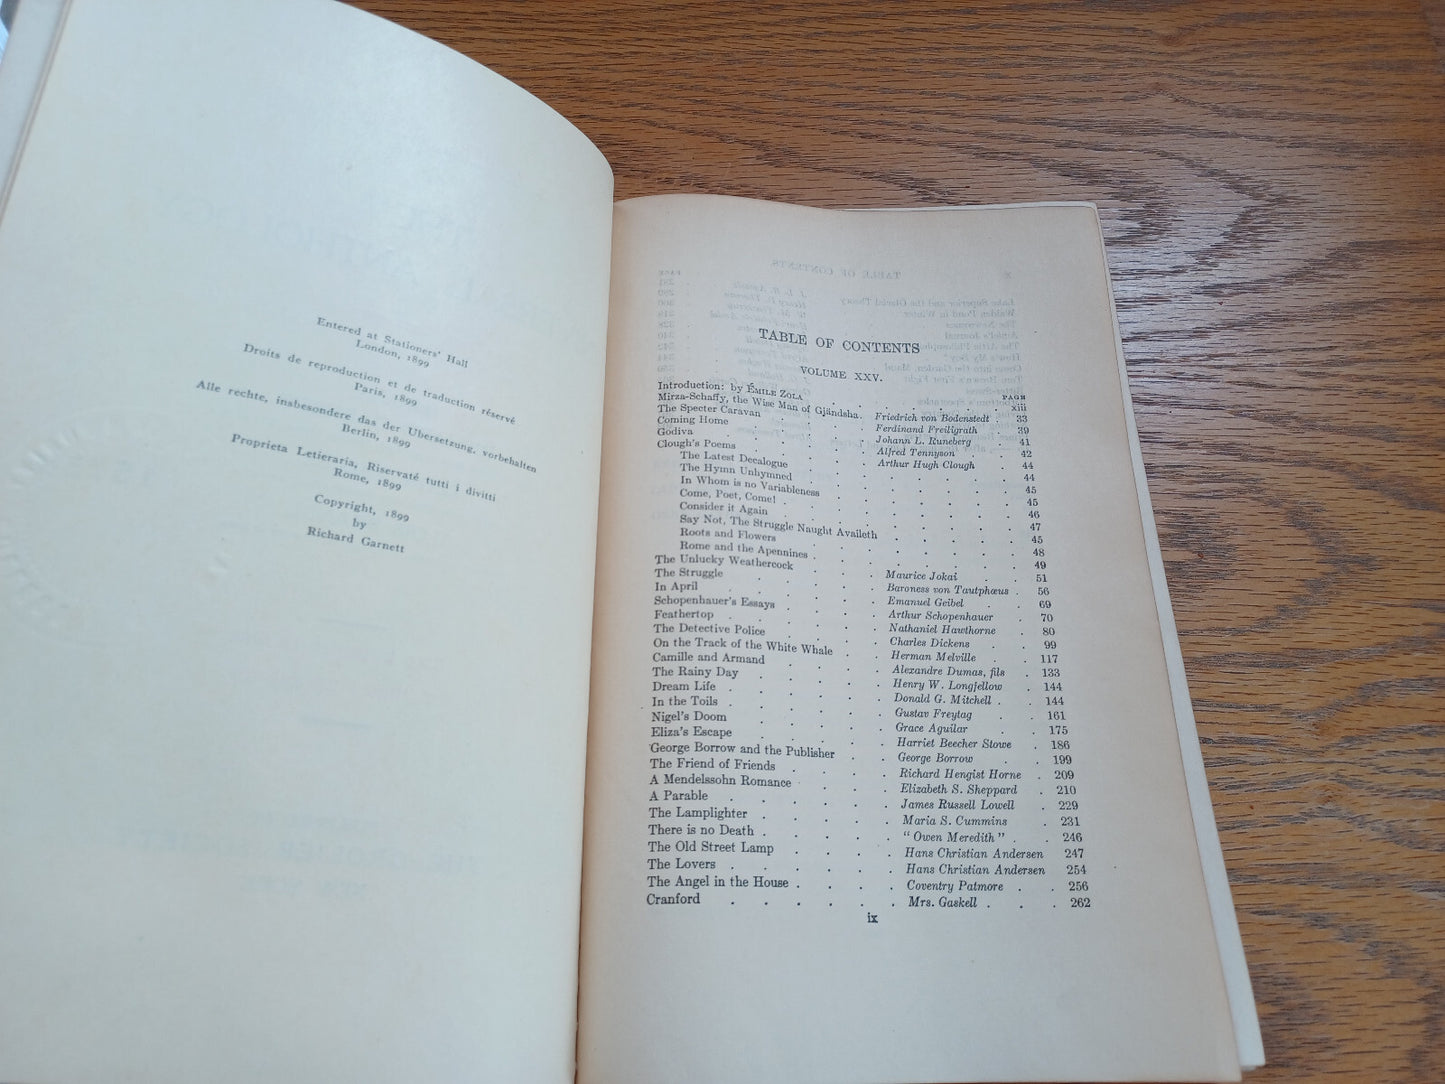 Entered at Stationers' Hall
London, 1899
Droits de reproduction et de traduction réservé
Paris, 1899
Alle rechte, insbesondere das der Ubersetzung, vorbehalten
Berlin, 1899
Proprieta Letieraria, Riservaté tutti i divitti
Rome, 1899
Copyright, 1899
by
Richard Garnett
TABLE OF CONTENTS
VOLUME XXV.
PAGE
Introduction: by ÉMILE ZOLA . . . . . . . xiii
Mirza-Schaffy, the Wise Man of Gjändsha. Friedrich von Bodenstedt . 33
The Specter Caravan . . . . Ferdinand Freiligrath . 39
Coming Home . . . . . Johann L. Runeberg . 41
Godiva . . . . . . Alfred Tennyson . . 42
Clough's Poems . . . . . Arthur Hugh Clough . 44
The Latest Decalogue . . . . . . . 44
The Hymn Unhymned . . . . . . . 45
In Whom is no Variableness . . . . . . 45
Come, Poet, Come! . . . . . . . . 46
Consider it Again . . . . . . . . 47
Say Not, The Struggle Naught Availeth . . . . . 45
Roots and Flowers . . . . . . . 48
Rome and the Apennines . . . . . . . 49
The Unlucky Weathercock . . . Maurice Jokai . . 51
The Struggle . . . . . Baroness von Tautphœus . 56
In April . . . . . . Emanuel Geibel . . 69
Schopenhauer's Essays . . . . Arthur Schopenhauer . 70
Feathertop . . . . . . Nathaniel Hawthorne . 80
The Detective Police . . . . Charles Dickens . . 99
On the Track of the White Whale . . Herman Melville . . 117
Camille and Armand . . . . Alexandre Dumas, fils . 133
The Rainy Day . . . . . Henry W. Longfellow . 144
Dream Life . . . . . . Donald G. Mitchell . . 144
In the Toils . . . . . . Gustav Freytag . . 161
Nigel's Doom . . . . . Grace Aguilar . . 175
Eliza's Escape . . . . . Harriet Beecher Stowe . 186
George Borrow and the Publisher . . George Borrow . . 199
The Friend of Friends . . . . Richard Hengist Horne . 209
A Mendelssohn Romance . . . . Elizabeth S. Sheppard . 210
A Parable . . . . . . James Russell Lowell . 229
The Lamplighter . . . . . Maria S. Cummins . 231
There is no Death . . . . . "Owen Meredith" . . 246
The Old Street Lamp . . . . Hans Christian Andersen 247
The Lovers . . . . . . Hans Christian Andersen 254
The Angel in the House . . . . Coventry Patmore . . 256
Cranford . . . . . . Mrs. Gaskell . . . 262
ix